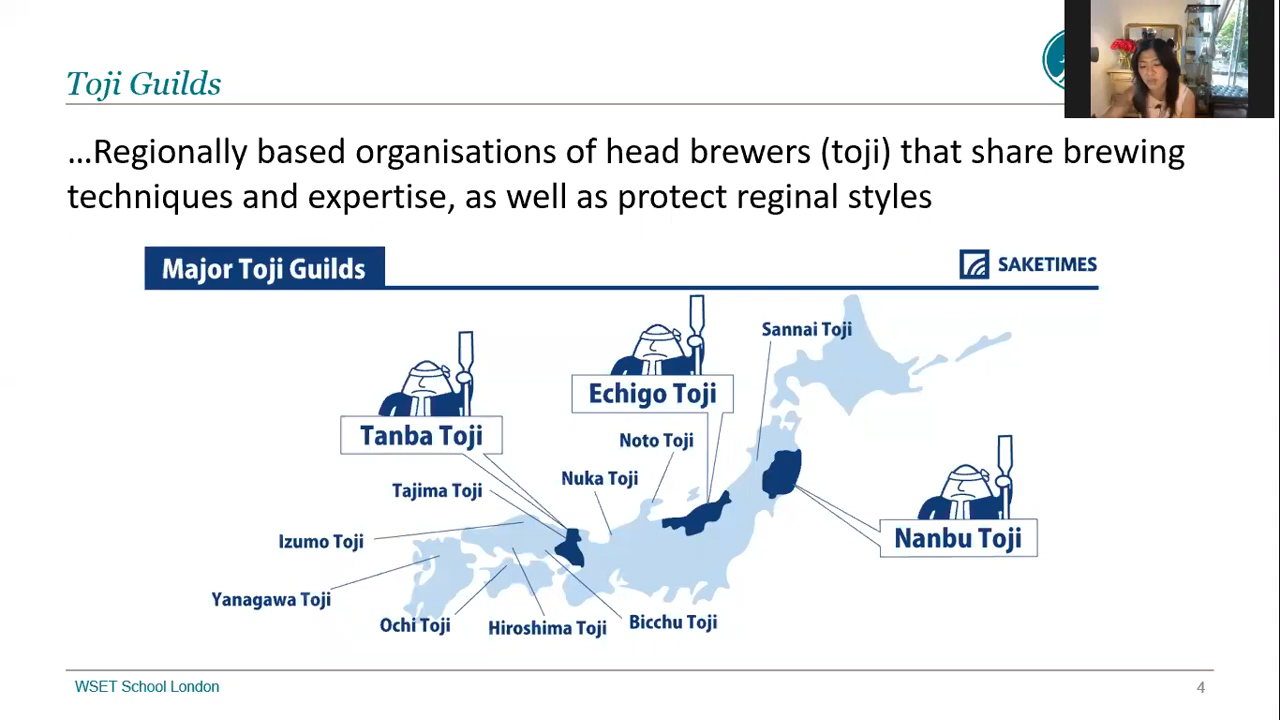 Toji Guilds
...Regionally based organisations of head brewers (toji) that share brewing
techniques and expertise, as well as protect reginal styles
Major Toji Guilds
SAKETIMES
Sannai Toji
Echigo Toji
Tanba Toji
Noto Toji
Nuka Toji
Tajima Toji
Nanbu Toji
Izumo Toji
Yanagawa Toji
Ochi Toji
Hiroshima Toji
Bicchu Toji
WSET School London
4